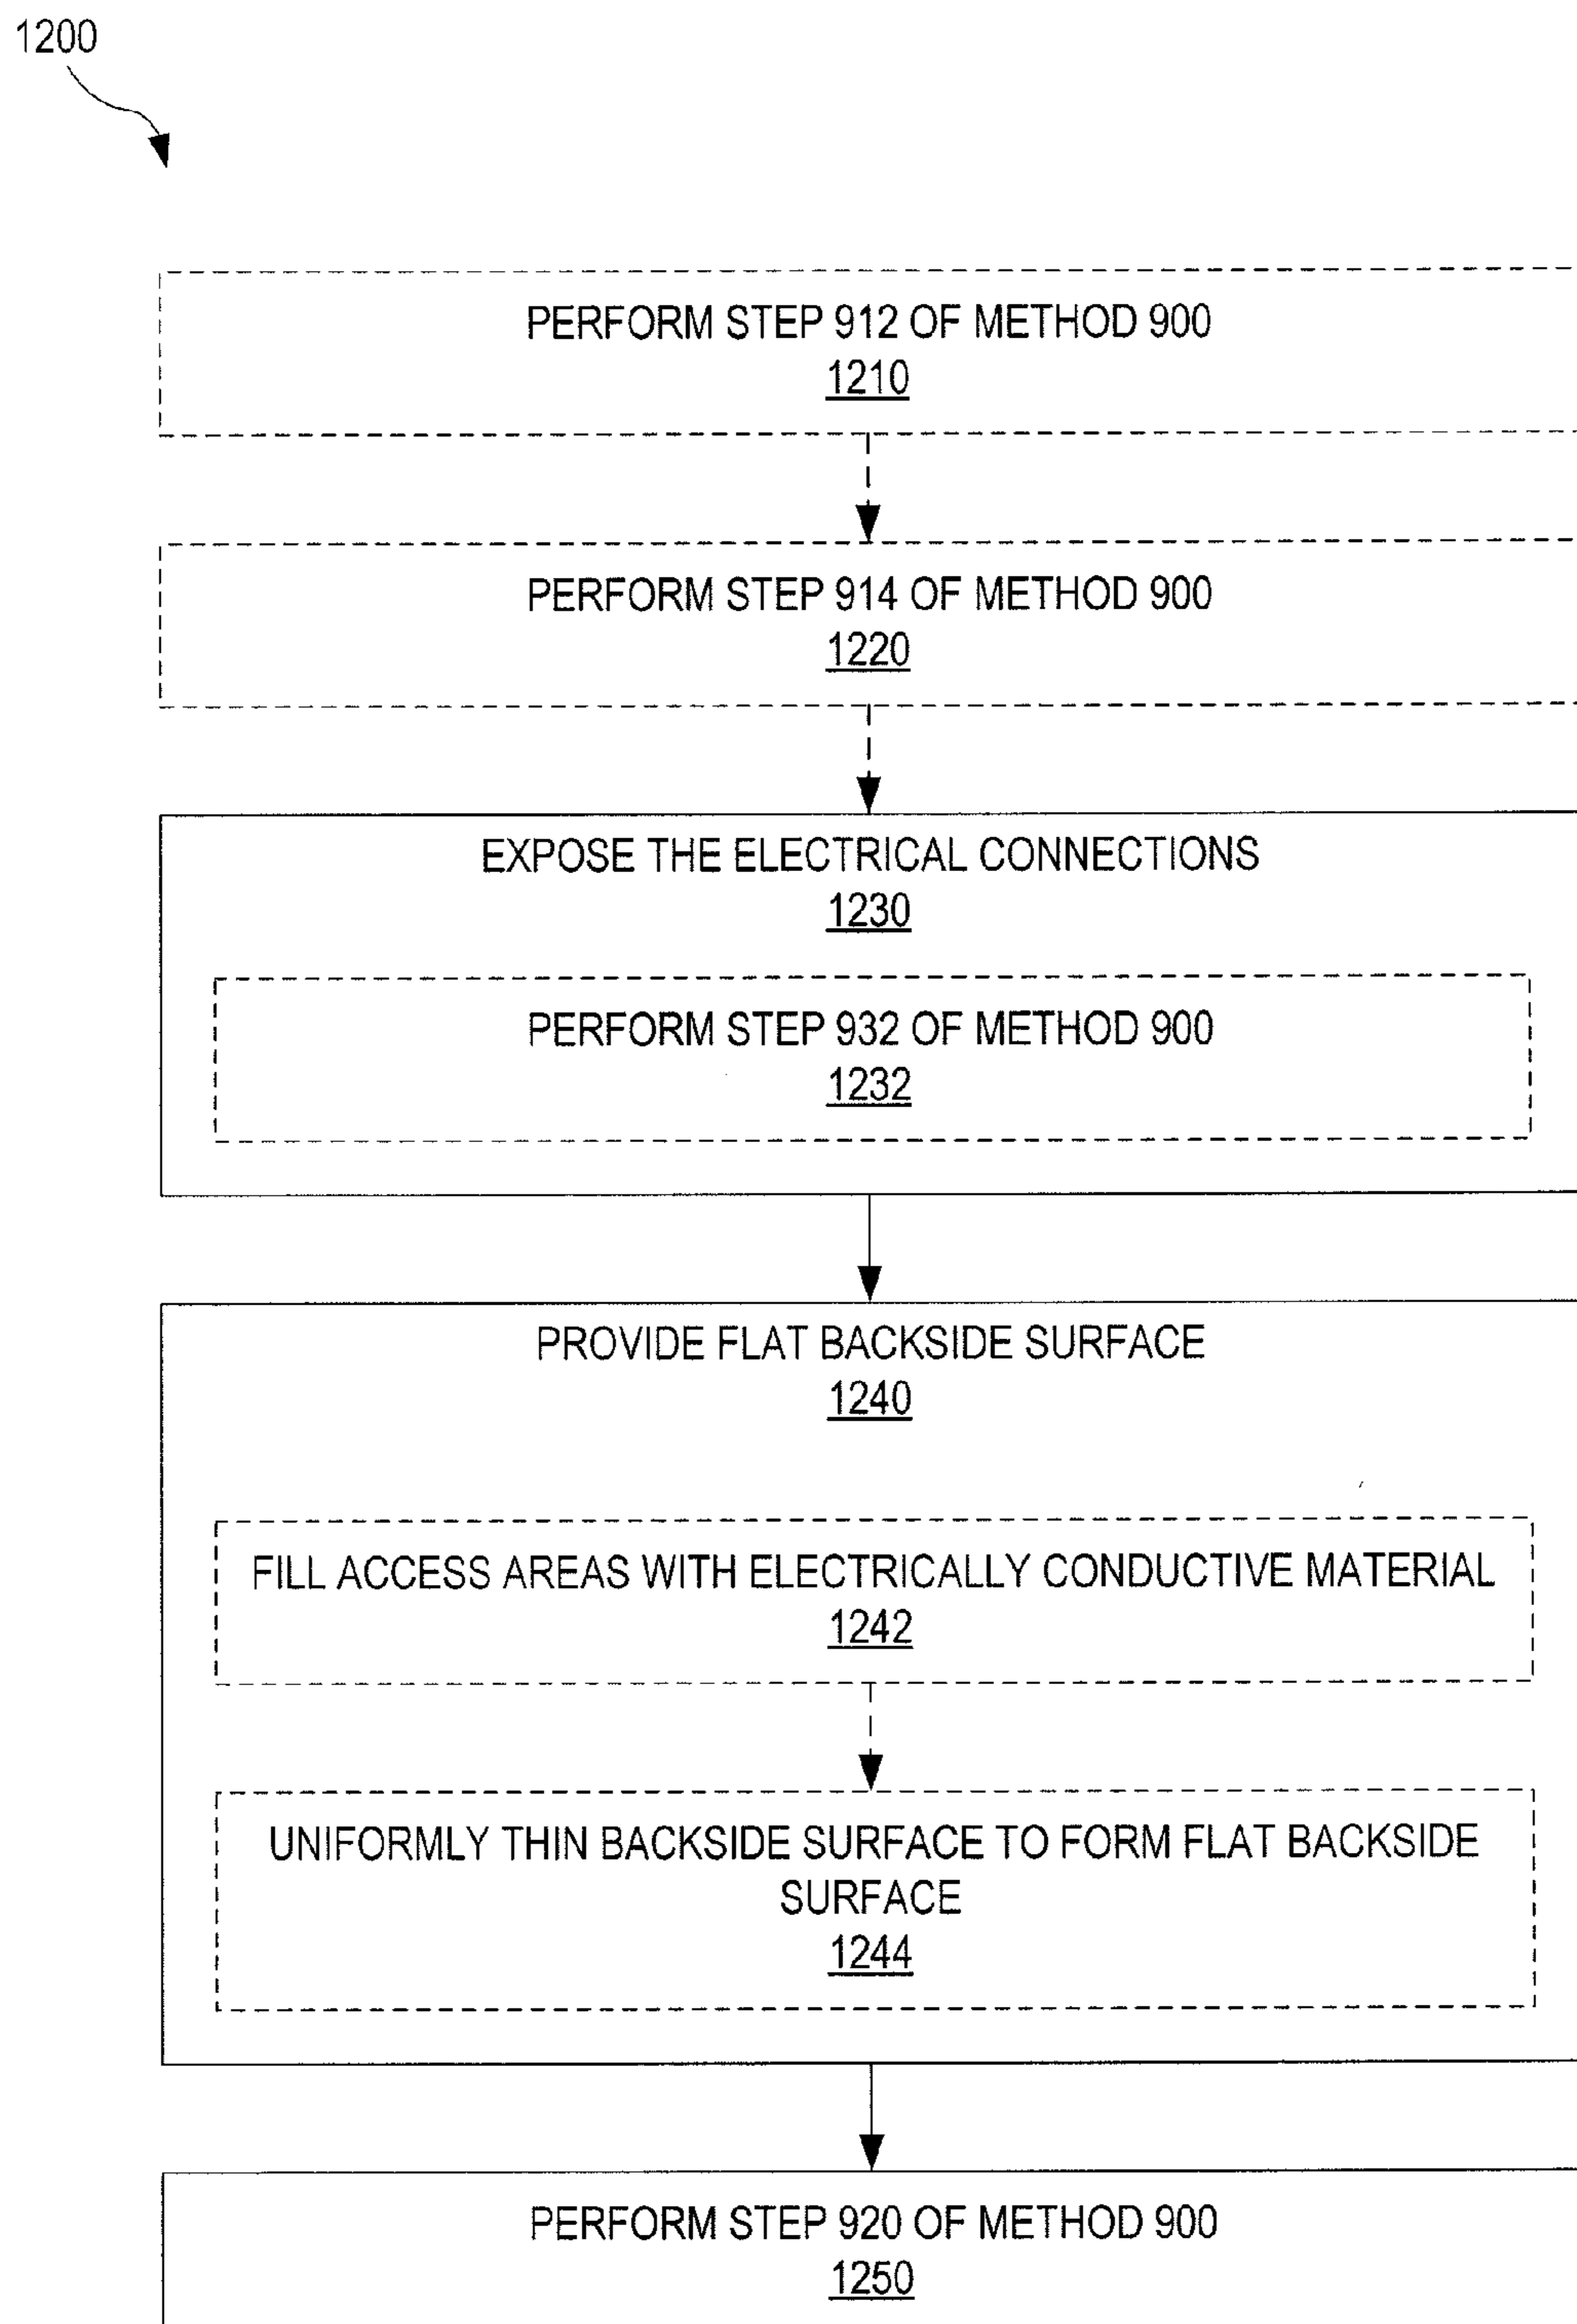 1200
PERFORM STEP 912 OF METHOD 900
1210
PERFORM STEP 914 OF METHOD 900
1220
EXPOSE THE ELECTRICAL CONNECTIONS
1230
PERFORM STEP 932 OF METHOD 900
1232
PROVIDE FLAT BACKSIDE SURFACE
1240
FILL ACCESS AREAS WITH ELECTRICALLY CONDUCTIVE MATERIAL
1242
UNIFORMLY THIN BACKSIDE SURFACE TO FORM FLAT BACKSIDE
SURFACE
1244
PERFORM STEP 920 OF METHOD 900
1250